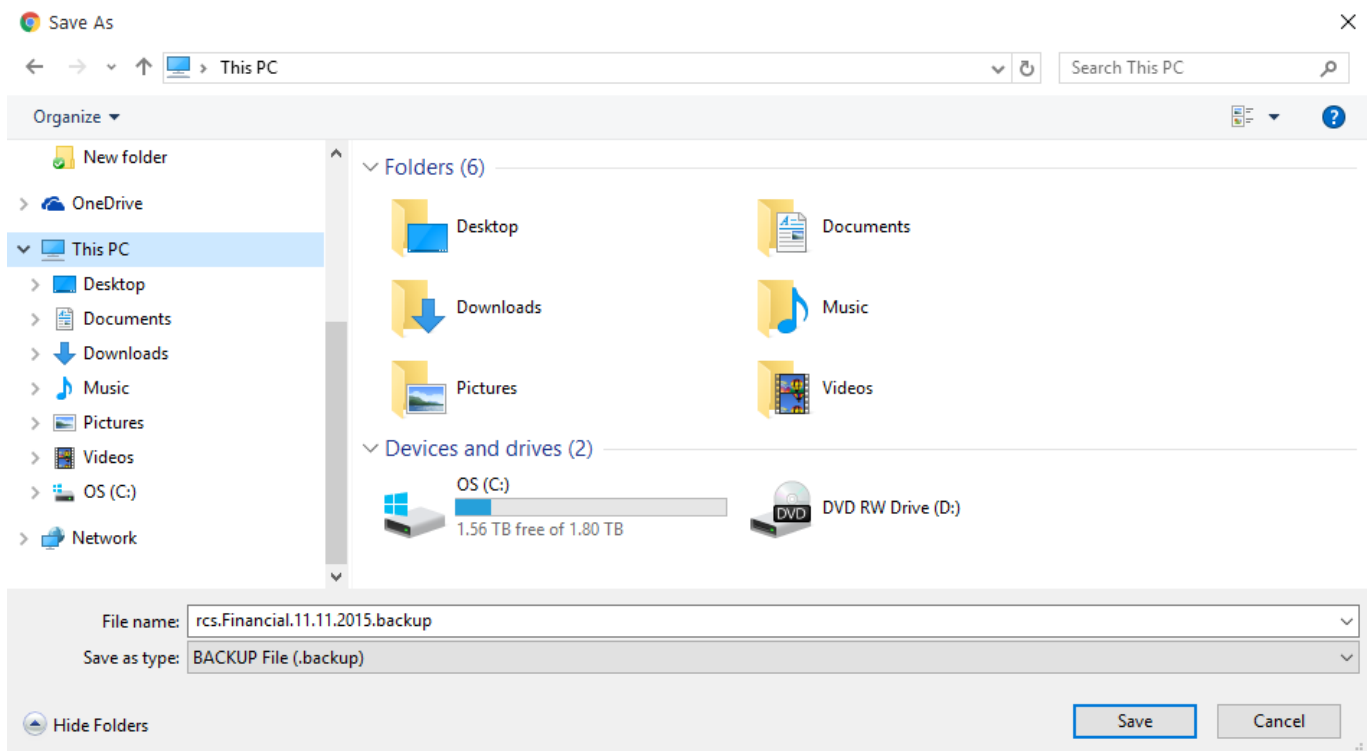 Save As
This PC
Search This PC
Organize
New folder
OneDrive
This PC
Desktop
Documents
Downloads
Music
Pictures
Videos
OS (C:)
Network
Folders (6)
Desktop
Documents
Downloads
Music
Pictures
Videos
Devices and drives (2)
OS (C:)
1.56 TB free of 1.80 TB
DVD
DVD RW Drive (D:)
File name: rcs.Financial.11.11.2015.backup
Save as type: BACKUP File (.backup)
Hide Folders
Save
Cancel